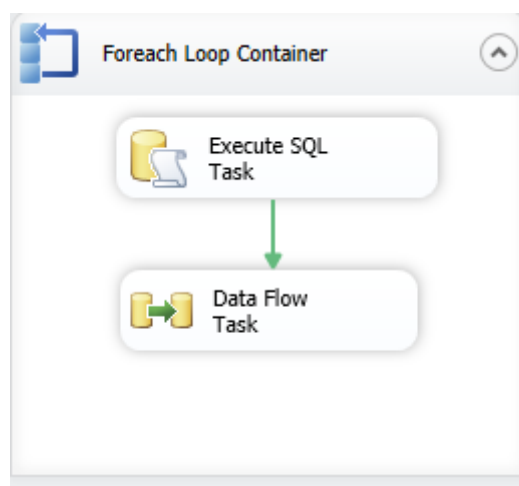 Foreach Loop Container
Execute SQL
Task
Data Flow
Task